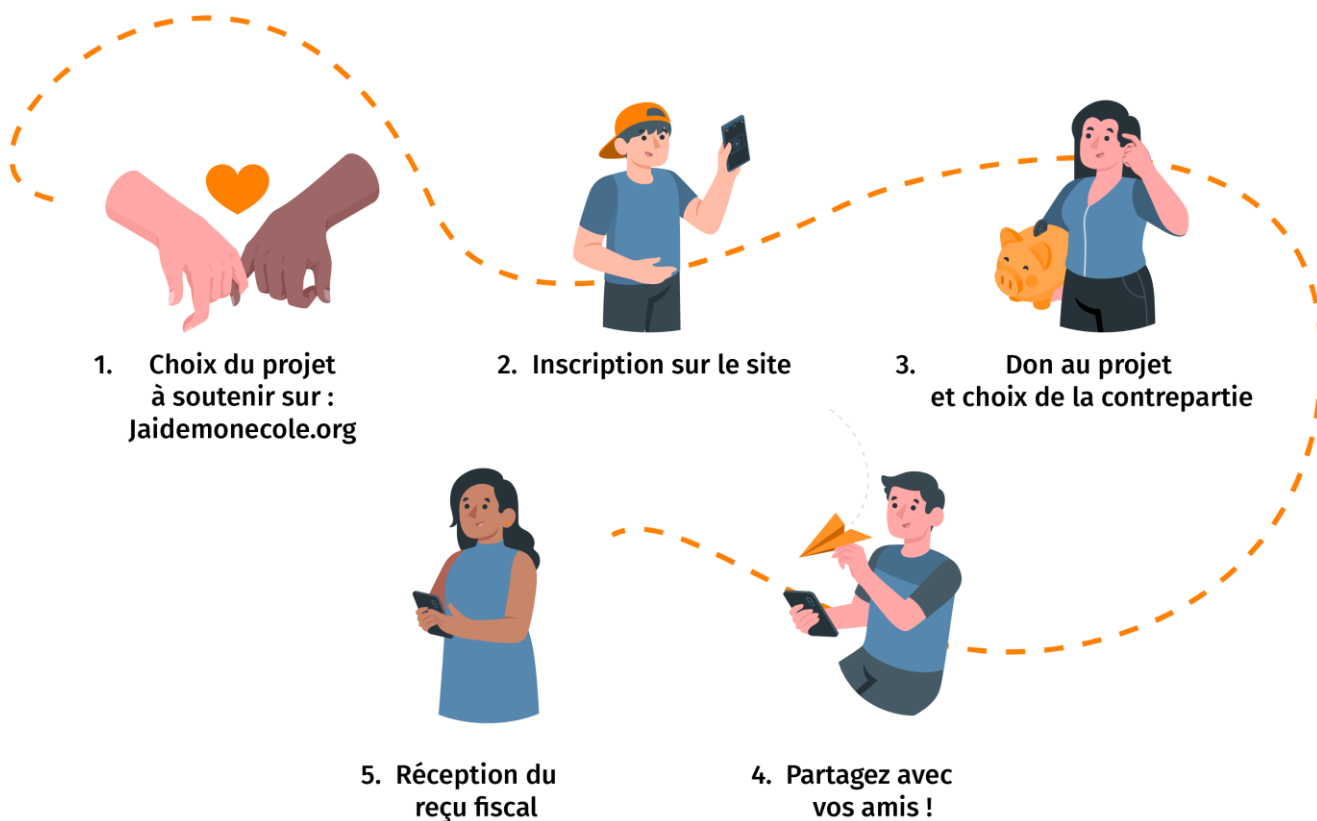 1. Choix du projet
à soutenir sur :
Jaidemonecole.org
2. Inscription sur le site
3. Don au projet
et choix de la contrepartie
4. Partagez avec
vos amis !
5. Réception du
reçu fiscal